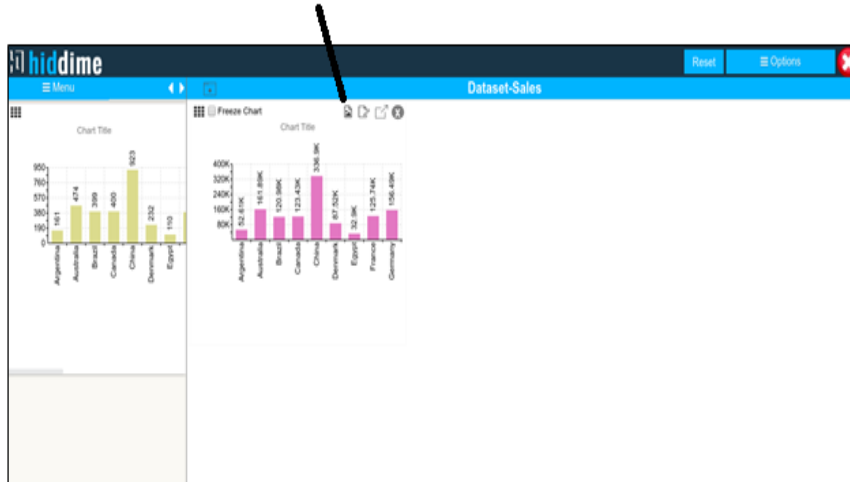 hiddime
Reset
☰ Options
☰ Menu
Dataset-Sales
Chart Title
950
760
570
380
190
0
161
474
399
400
923
232
110
Argentina
Australia
Brazil
Canada
China
Denmark
Egypt
Freeze Chart
Chart Title
400K
320K
240K
160K
80K
52.61K
161.89K
120.98K
123.43K
336.9K
87.52K
32.9K
125.74K
156.49K
Argentina
Australia
Brazil
Canada
China
Denmark
Egypt
France
Germany